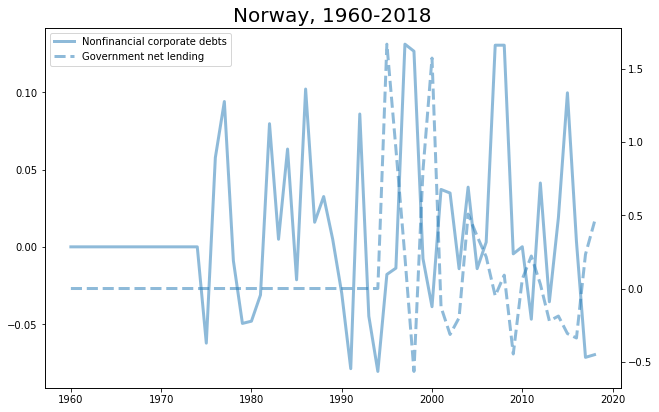 Norway, 1960-2018
Nonfinancial corporate debts
Government net lending
0.10
0.05
0.00
−0.05
1.5
1.0
0.5
0.0
−0.5
1960 1970 1980 1990 2000 2010 2020